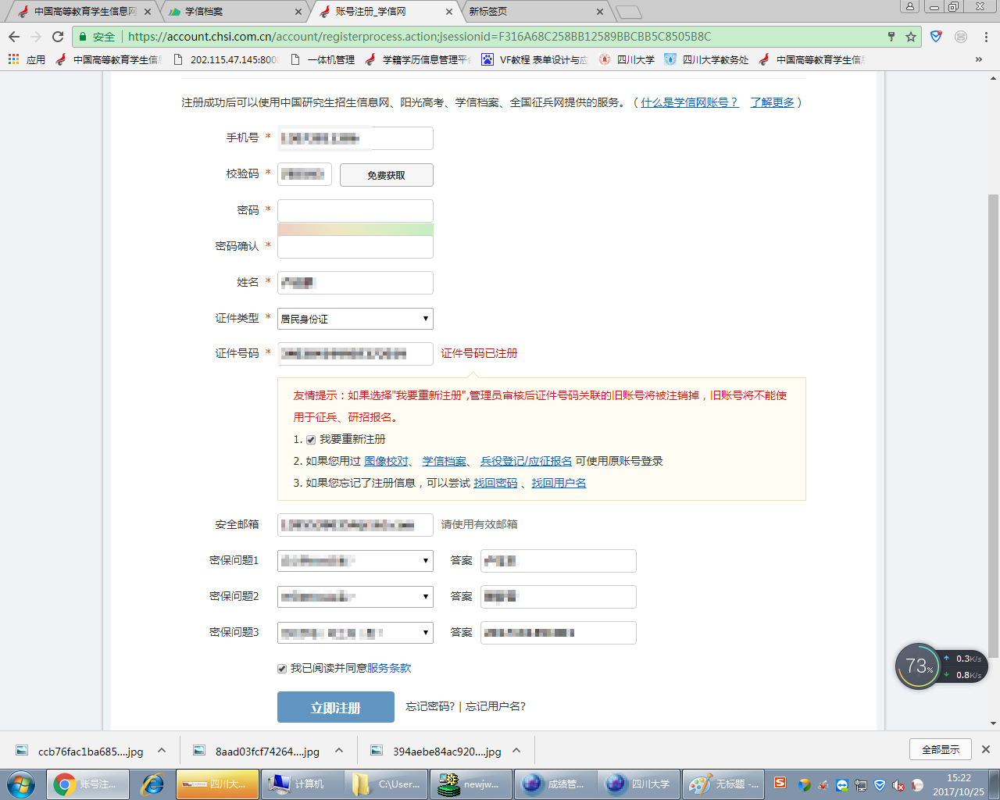 中国高等教育学生信息网
学信档案
账号注册_学信网
新标签页
安全
https://account.chsi.com.cn/account/registerprocess.action;jsessionid=F316A68C258BB12589BBCBB5C8505B8C
应用
中国高等教育学生信息
202.115.47.145:800
一体机管理
学籍学历信息管理平台
VF教程 表单设计与应
四川大学
四川大学教务处
中国高等教育学生信息
»
注册成功后可以使用中国研究生招生信息网、阳光高考、学信档案、全国征兵网提供的服务。（什么是学信网账号？ 了解更多）
手机号 *
校验码 * 免费获取
密码 *
密码确认 *
姓名 *
证件类型 * 居民身份证
证件号码 * 证件号码已注册
友情提示：如果选择"我要重新注册",管理员审核后证件号码关联的旧账号将被注销掉，旧账号将不能使
用于征兵、研招报名。
1. 我要重新注册
2. 如果您用过 图像校对、 学信档案、 兵役登记/应征报名 可使用原账号登录
3. 如果您忘记了注册信息，可以尝试 找回密码 、找回用户名
安全邮箱 请使用有效邮箱
密保问题1 答案
密保问题2 答案
密保问题3 答案
我已阅读并同意服务条款
立即注册 忘记密码? | 忘记用户名?
73%
0.3K/s
0.8K/s
ccb76fac1ba685....jpg
8aad03fcf74264....jpg
394aebe84ac920....jpg
全部显示
账号注...
四川大...
计算机
C:\User...
newjw...
成绩管...
四川大学
无标题 -...
15:22
2017/10/25